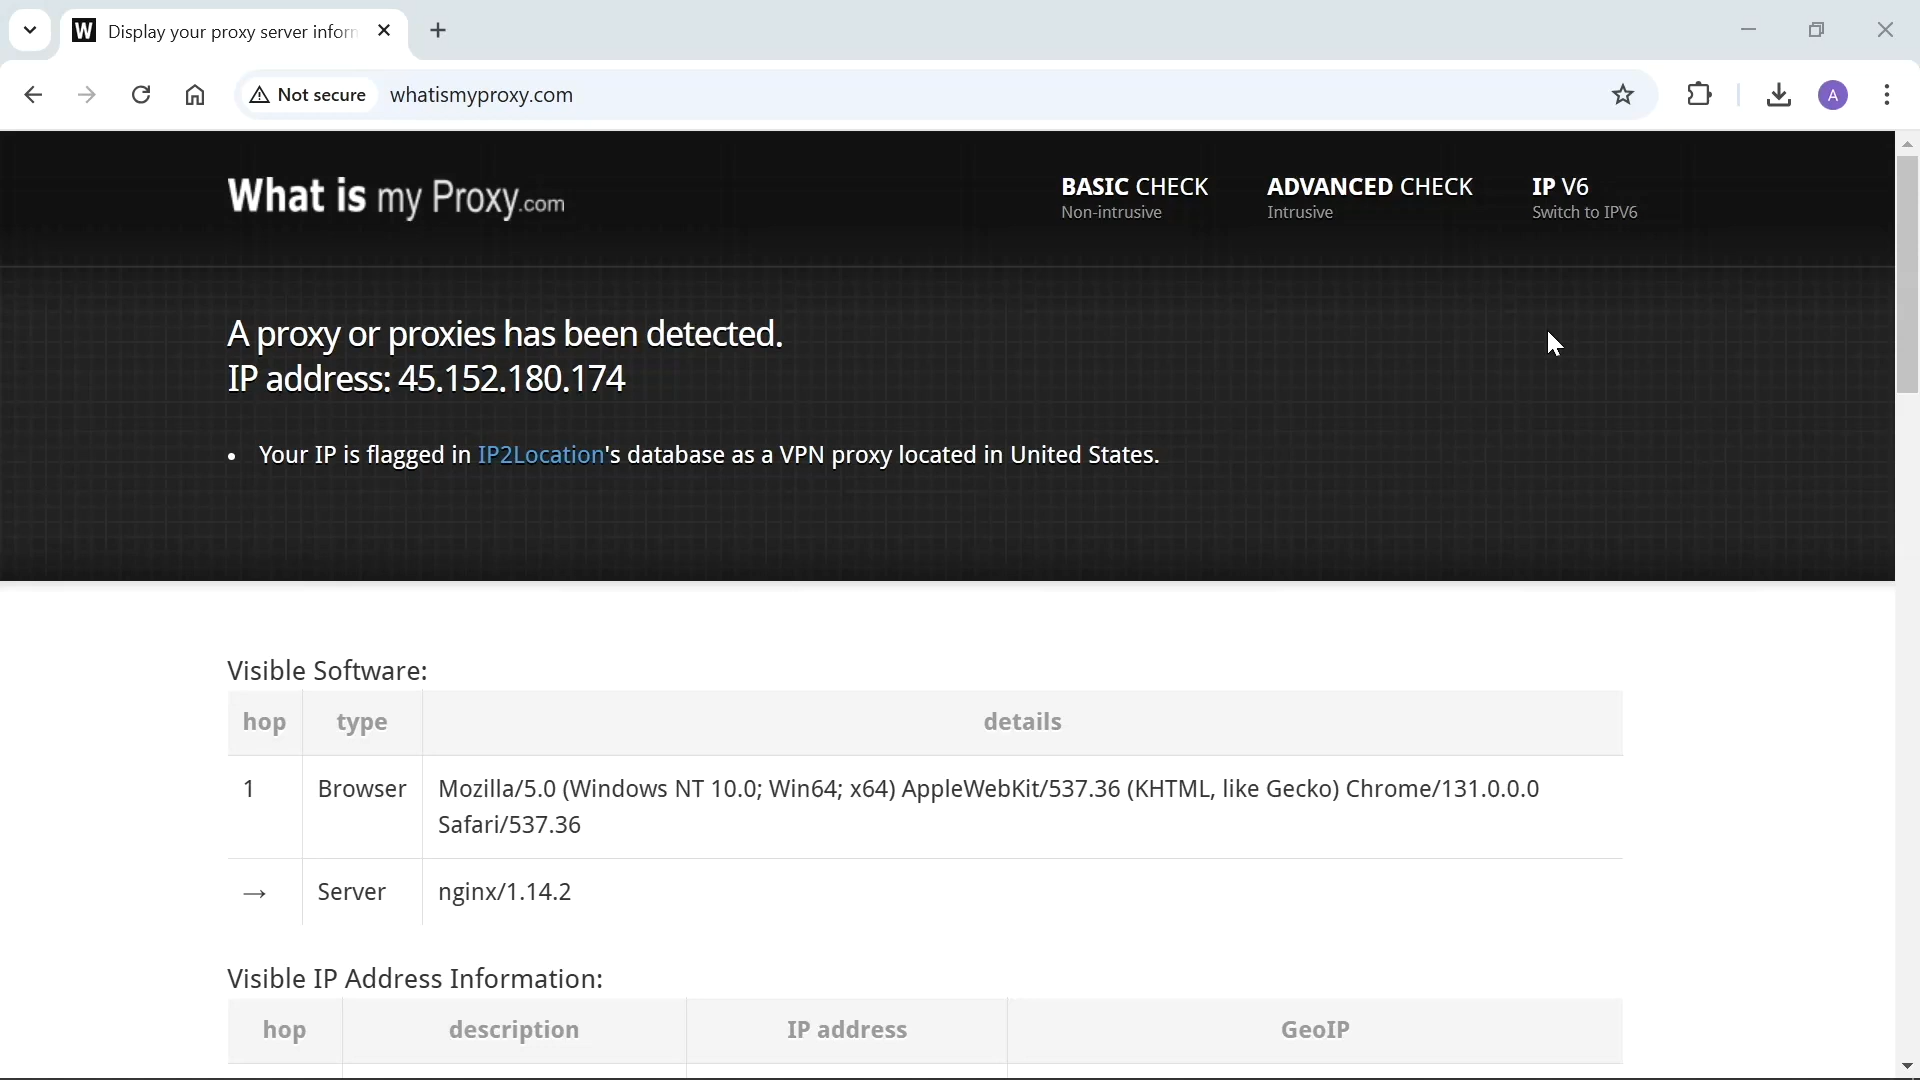 W Display your proxy server inforn
Not secure whatismyproxy.com
A
What is my Proxy.com
BASIC CHECK
Non-intrusive
ADVANCED CHECK
Intrusive
IP V6
Switch to IPV6
A proxy or proxies has been detected.
IP address: 45.152.180.174
• Your IP is flagged in IP2Location's database as a VPN proxy located in United States.
Visible Software:
hop type details
1 Browser Mozilla/5.0 (Windows NT 10.0; Win64; x64) AppleWebKit/537.36 (KHTML, like Gecko) Chrome/131.0.0.0
Safari/537.36
→ Server nginx/1.14.2
Visible IP Address Information:
hop description IP address GeoIP